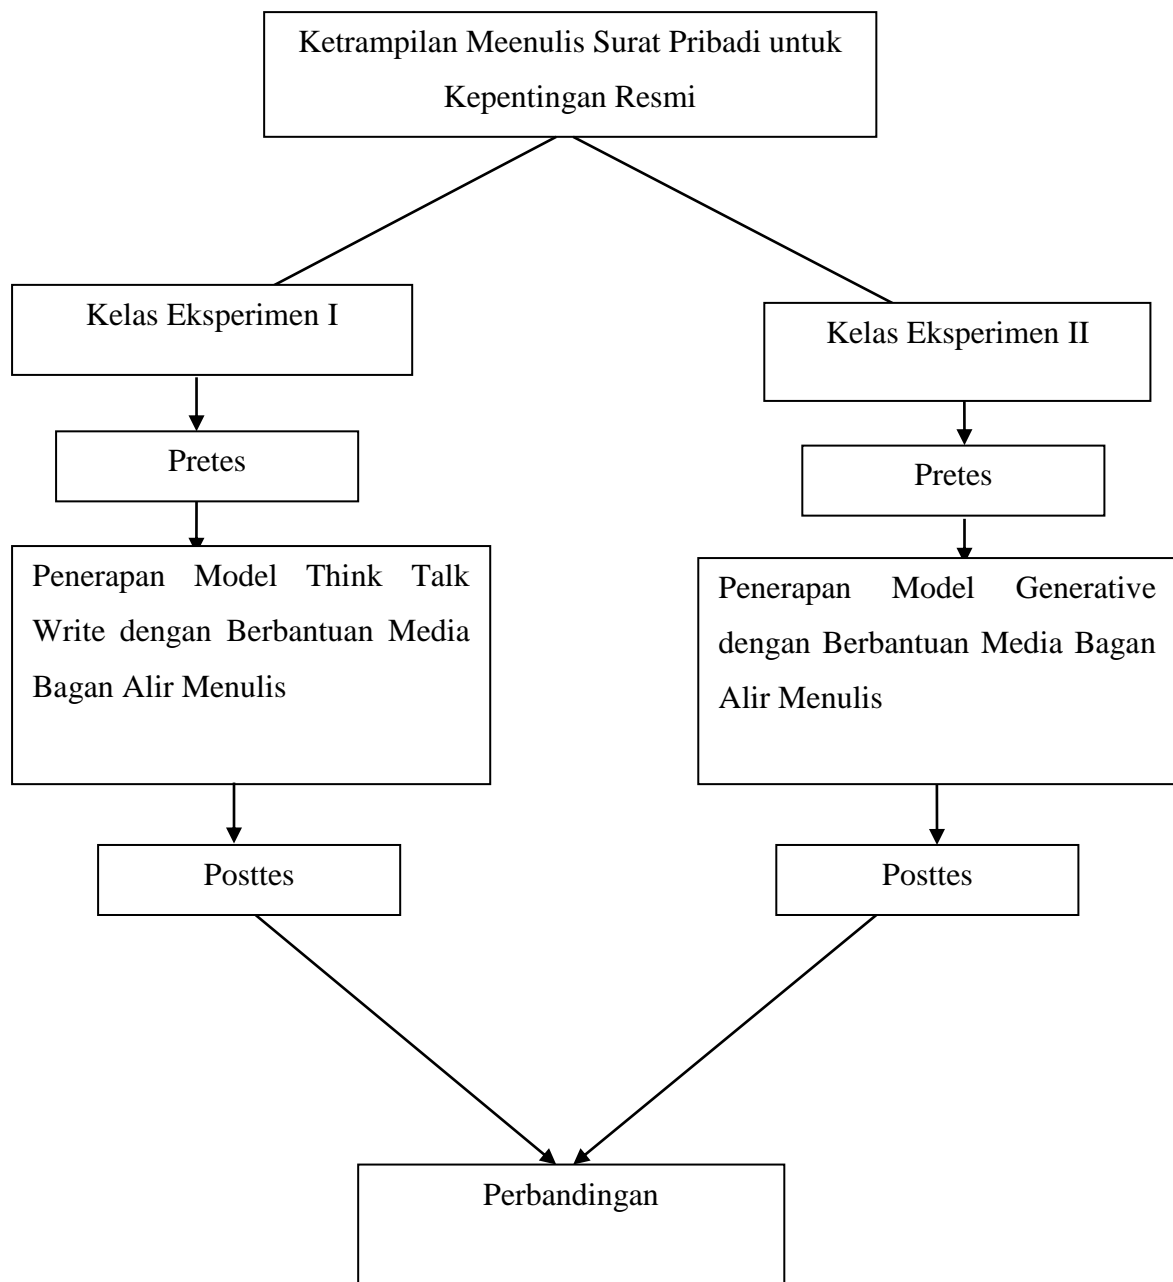 Ketrampilan Meenulis Surat Pribadi untuk
Kepentingan Resmi
Kelas Eksperimen I
Kelas Eksperimen II
Pretes
Pretes
Penerapan Model Think Talk
Write dengan Berbantuan Media
Bagan Alir Menulis
Penerapan Model Generative
dengan Berbantuan Media Bagan
Alir Menulis
Posttes
Posttes
Perbandingan